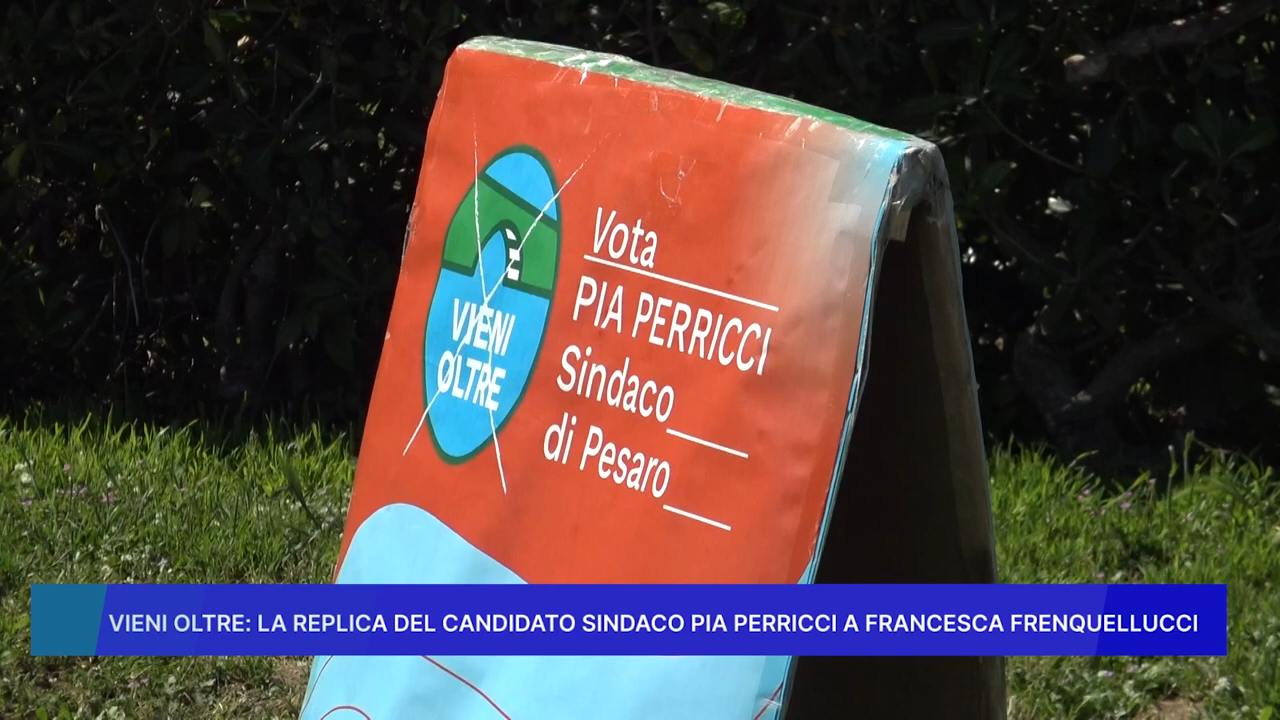 VIENI
OLTRE
Vota
PIA PERRICCI
Sindaco
di Pesaro
VIENI OLTRE: LA REPLICA DEL CANDIDATO SINDACO PIA PERRICCI A FRANCESCA FRENQUELLUCCI